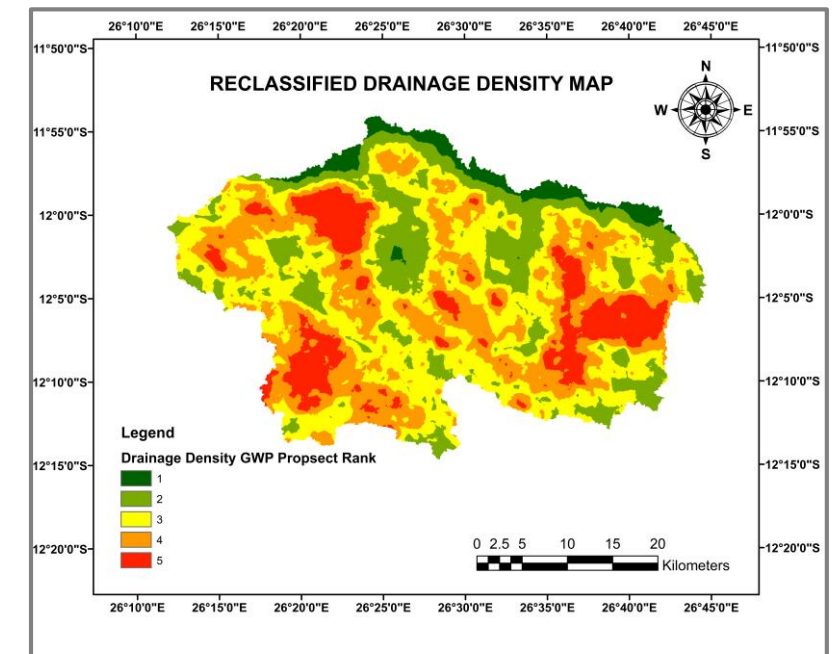 26°10'0"E 26°15'0"E 26°20'0"E 26°25'0"E 26°30'0"E 26°35'0"E 26°40'0"E 26°45'0"E
11°50'0"S 11°50'0"S
RECLASSIFIED DRAINAGE DENSITY MAP
N
W E
S
11°55'0"S 11°55'0"S
12°0'0"S 12°0'0"S
12°5'0"S 12°5'0"S
12°10'0"S 12°10'0"S
Legend
Drainage Density GWP Propsect Rank
12°15'0"S 12°15'0"S
1
2
3
4
5
12°20'0"S 12°20'0"S
0 2.5 5 10 15 20
Kilometers
26°10'0"E 26°15'0"E 26°20'0"E 26°25'0"E 26°30'0"E 26°35'0"E 26°40'0"E 26°45'0"E